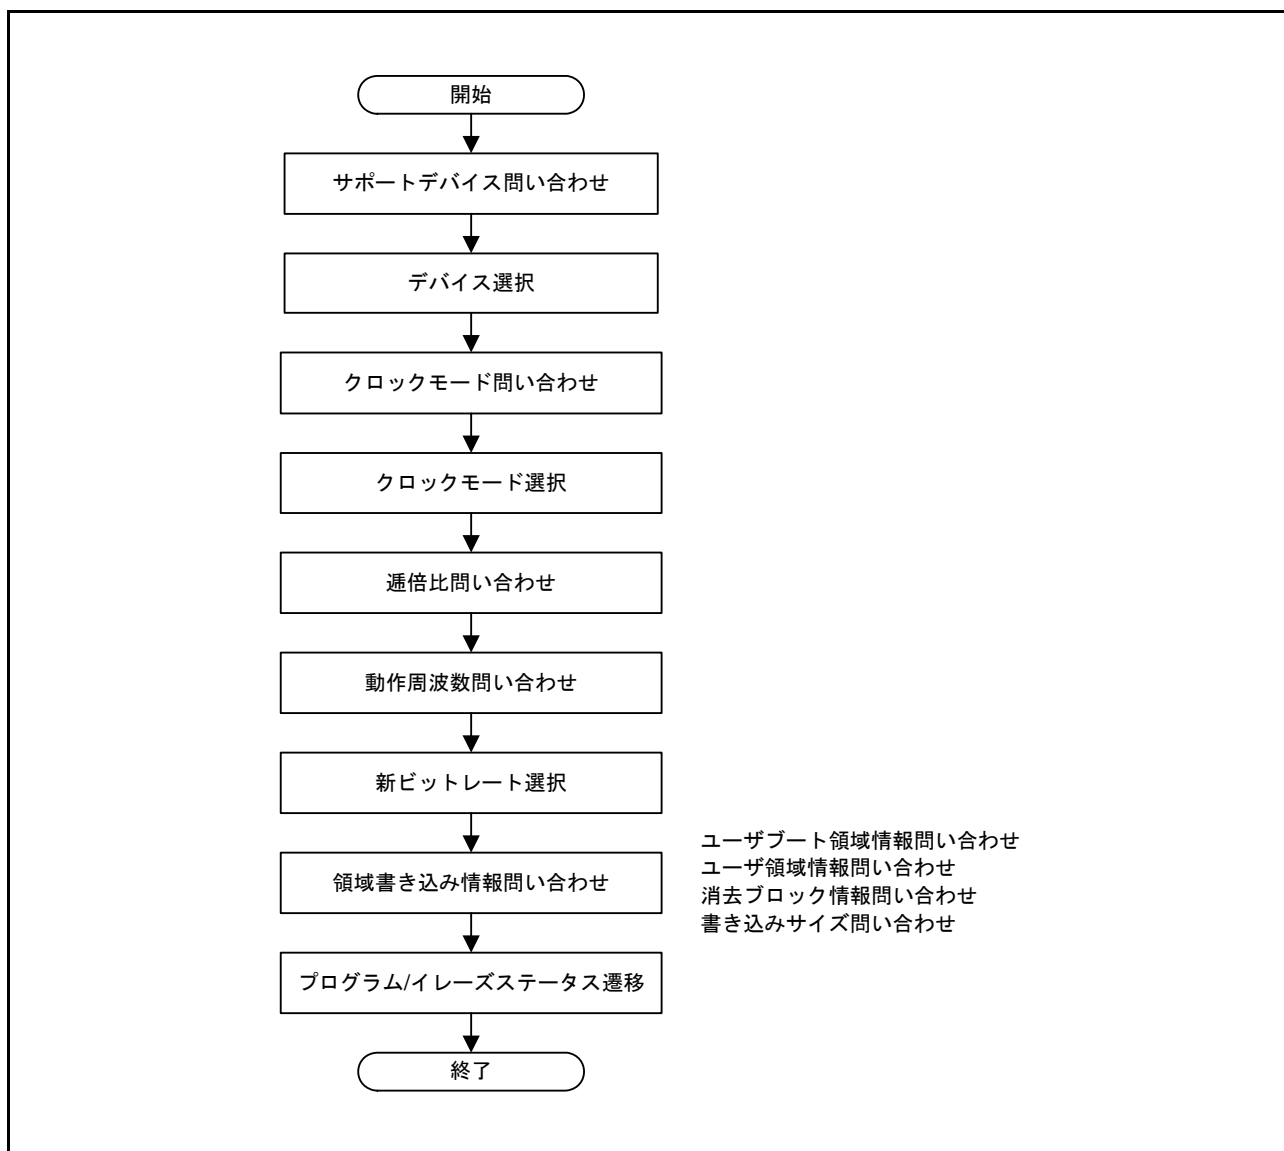 開始
サポートデバイス問い合わせ
デバイス選択
クロックモード問い合わせ
クロックモード選択
逓倍比問い合わせ
動作周波数問い合わせ
新ビットレート選択
領域書き込み情報問い合わせ
ユーザブート領域情報問い合わせ
ユーザ領域情報問い合わせ
消去ブロック情報問い合わせ
書き込みサイズ問い合わせ
プログラム/イレーズステータス遷移
終了